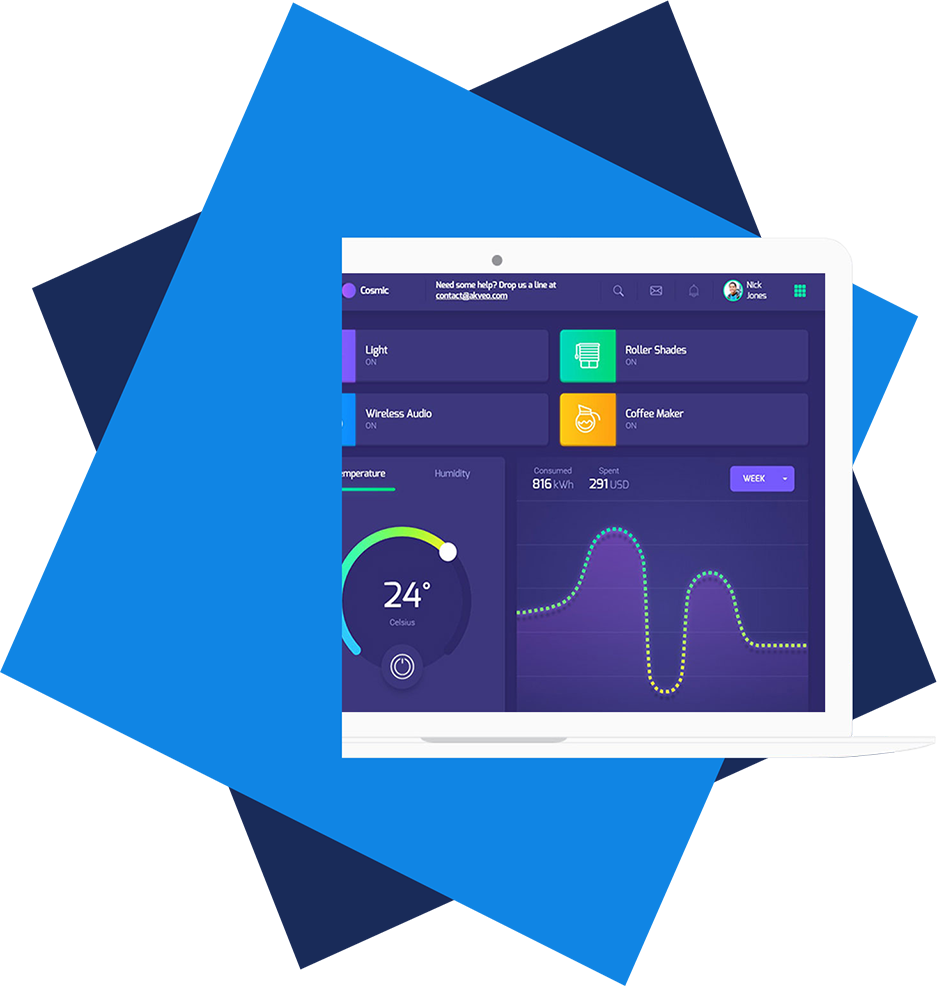 Cosmic
Need some help? Drop us a line at
contact@akveo.com
Nick
Jones
Light
ON
Roller Shades
ON
Wireless Audio
ON
Coffee Maker
ON
emperature
Humidity
Consumed
816 kWh
Spent
291 USD
WEEK
24°
Celsius